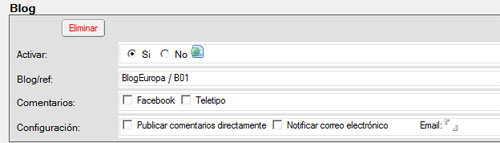 Blog
Eliminar
Activar: Si No
Blog/ref: BlogEuropa / B01
Comentarios: Facebook Teletipo
Configuración: Publicar comentarios directamente Notificar correo electrónico Email: